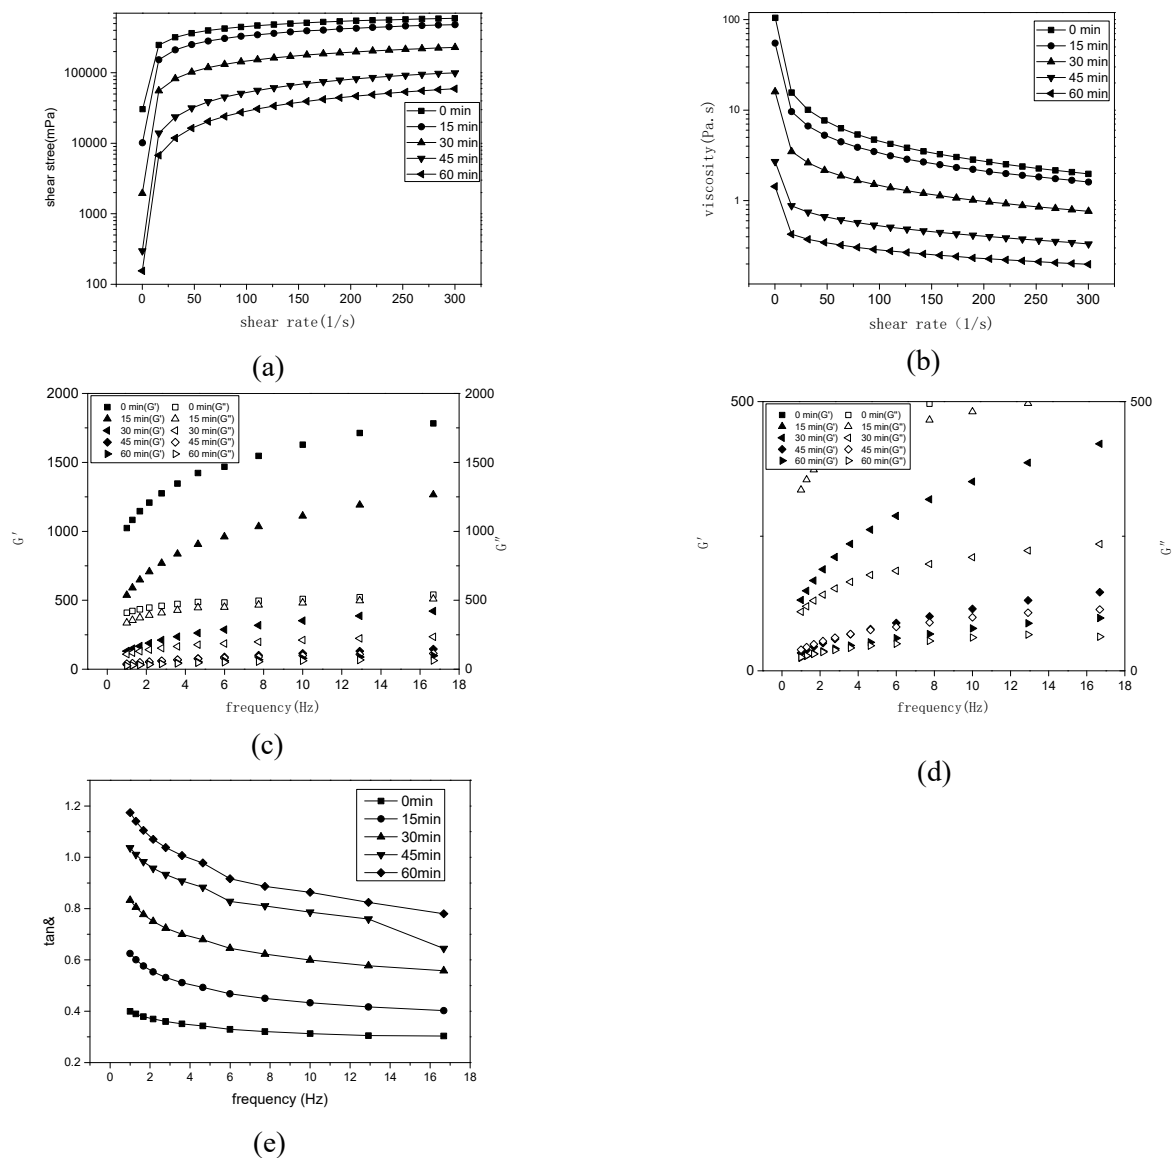 100000
10000
1000
100
shear stree(mPa)
0 min
15 min
30 min
45 min
60 min
0 50 100 150 200 250 300
shear rate(1/s)
(a)
100
10
1
viscosity(Pa.s)
0 min
15 min
30 min
45 min
60 min
0 50 100 150 200 250 300
shear rate (1/s)
(b)
2000
1500
1000
500
0
G′
0 min(G') 0 min(G'')
15 min(G') 15 min(G'')
30 min(G') 30 min(G'')
45 min(G') 45 min(G'')
60 min(G') 60 min(G'')
2000
1500
1000
500
0
G″
0 2 4 6 8 10 12 14 16 18
frequency(Hz)
(c)
500
0
G′
0 min(G') 0 min(G'')
15 min(G') 15 min(G'')
30 min(G') 30 min(G'')
45 min(G') 45 min(G'')
60 min(G') 60 min(G'')
500
0
G″
0 2 4 6 8 10 12 14 16 18
frequency(Hz)
(d)
1.2
1.0
0.8
0.6
0.4
0.2
tan&
0min
15min
30min
45min
60min
0 2 4 6 8 10 12 14 16 18
frequency (Hz)
(e)